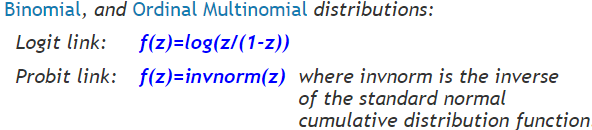 Binomial, and Ordinal Multinomial distributions:
Logit link: f(z)=log(z/(1-z))
Probit link: f(z)=invnorm(z) where invnorm is the inverse
of the standard normal
cumulative distribution function